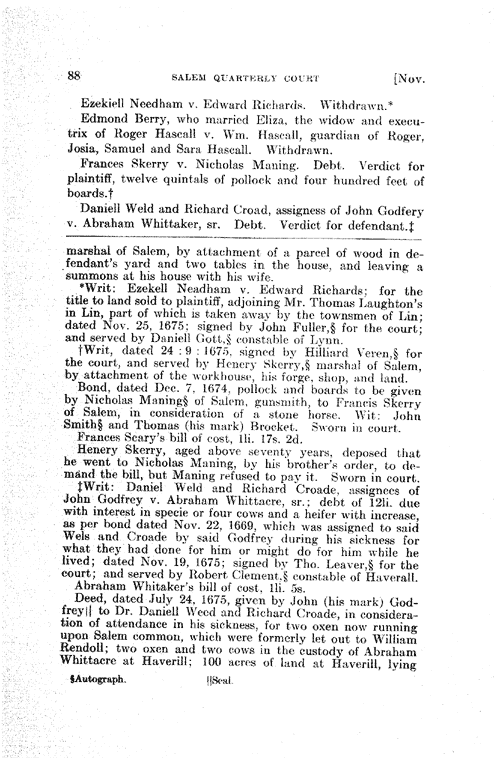 88 SALEM QUARTERLY COURT [Nov.
Ezekiell Needham v. Edward Richards. Withdrawn.*
Edmond Berry, who married Eliza, the widow and execu-
trix of Roger Hascall v. Wm. Hascall, guardian of Roger,
Josia, Samuel and Sara Hascall. Withdrawn.
Frances Skerry v. Nicholas Maning. Debt. Verdict for
plaintiff, twelve quintals of pollock and four hundred feet of
boards.†
Daniell Weld and Richard Croad, assigness of John Godfery
v. Abraham Whittaker, sr. Debt. Verdict for defendant.‡
marshal of Salem, by attachment of a parcel of wood in de-
fendent's yard and two tables in the house, and leaving a
summons at his house with his wife.
*Writ: Ezekell Neadham v. Edward Richards; for the
title to land sold to plaintiff, adjoining Mr. Thomas Laughton's
in Lin, part of which is taken away by the townsmen of Lin;
dated Nov. 25, 1675; signed by John Fuller,§ for the court;
and served by Daniell Gott,§ constable of Lynn.
†Writ, dated 24 : 9 : 1675, signed by Hilliard Veren,§ for
the court, and served by Henery Skerry,§ marshal of Salem,
by attachment of the workhouse, his forge, shop, and land.
Bond, dated Dec. 7, 1674, pollock and boards to be given
by Nicholas Maning§ of Salem, gunsmith, to Francis Skerry
of Salem, in consideration of a stone horse. Wit: John
Smith§ and Thomas (his mark) Brocket. Sworn in court.
Frances Scary's bill of cost, 1li. 17s. 2d.
Henery Skerry, aged above seventy years, deposed that
he went to Nicholas Maning, by his brother's order, to de-
mand the bill, but Maning refused to pay it. Sworn in court.
‡Writ: Daniel Weld and Richard Croade, assignees of
John Godfrey v. Abraham Whittacre, sr.; debt of 12li. due
with interest in specie or four cows and a heifer with increase,
as per bond dated Nov. 22, 1669, which was assigned to said
Wels and Croade by said Godfrey during his sickness for
what they had done for him or might do for him while he
lived; dated Nov. 19, 1675; signed by Tho. Leaver,§ for the
court; and served by Robert Clement,§ constable of Haverall.
Abraham Whitaker's bill of cost, 1li. 5s.
Deed, dated July 24, 1675, given by John (his mark) God-
frey|| to Dr. Daniell Weed and Richard Croade, in considera-
tion of attendance in his sickness, for two oxen now running
upon Salem common, which were formerly let out to William
Rendoll; two oxen and two cows in the custody of Abraham
Whittacre at Haverill; 100 acres of land at Haverill, lying
§Autograph. ||Seal.